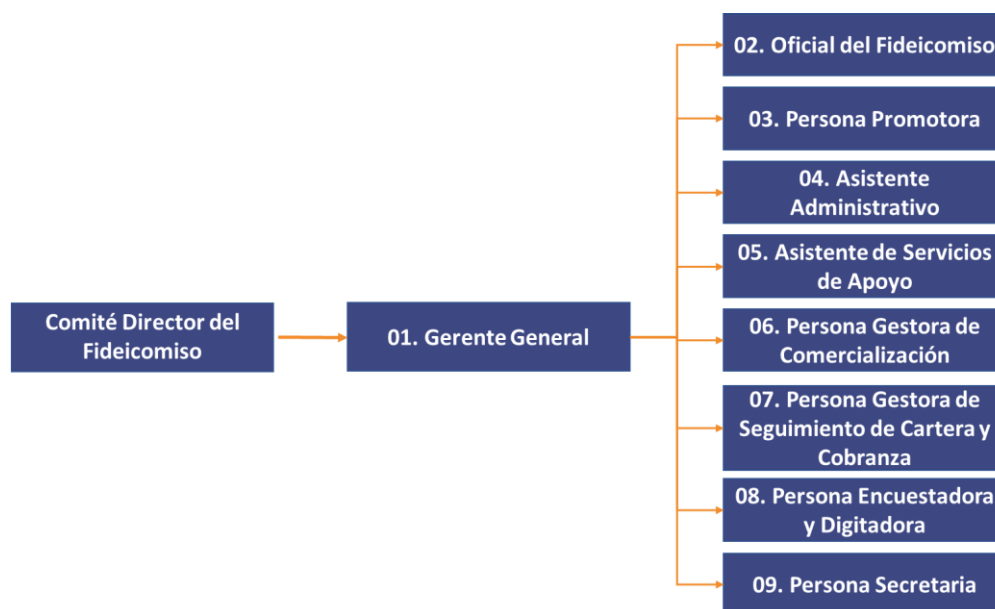 02. Oficial del Fideicomiso
03. Persona Promotora
04. Asistente
Administrativo
05. Asistente de Servicios
de Apoyo
Comité Director del
Fideicomiso
01. Gerente General
06. Persona Gestora de
Comercialización
07. Persona Gestora de
Seguimiento de Cartera y
Cobranza
08. Persona Encuestadora
y Digitadora
09. Persona Secretaria